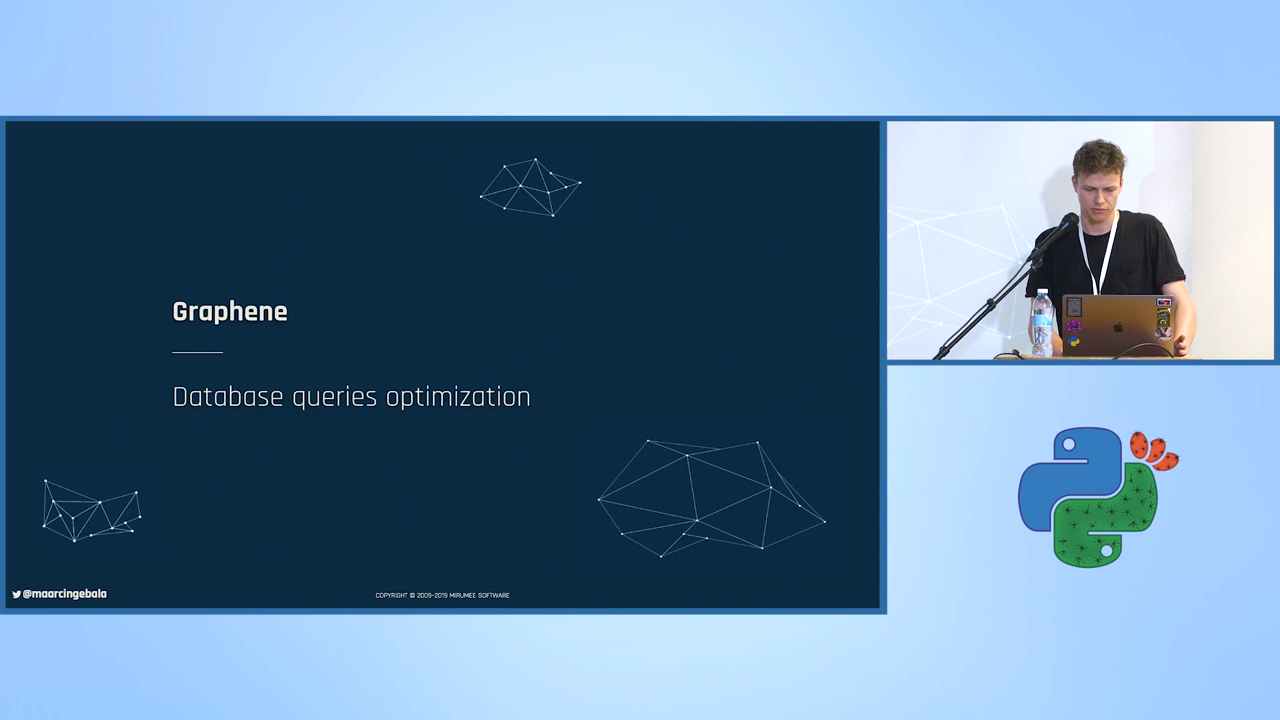 Graphene
Database queries optimization
@maarcingebala
COPYRIGHT © 2009-2019 MIRUMEE SOFTWARE